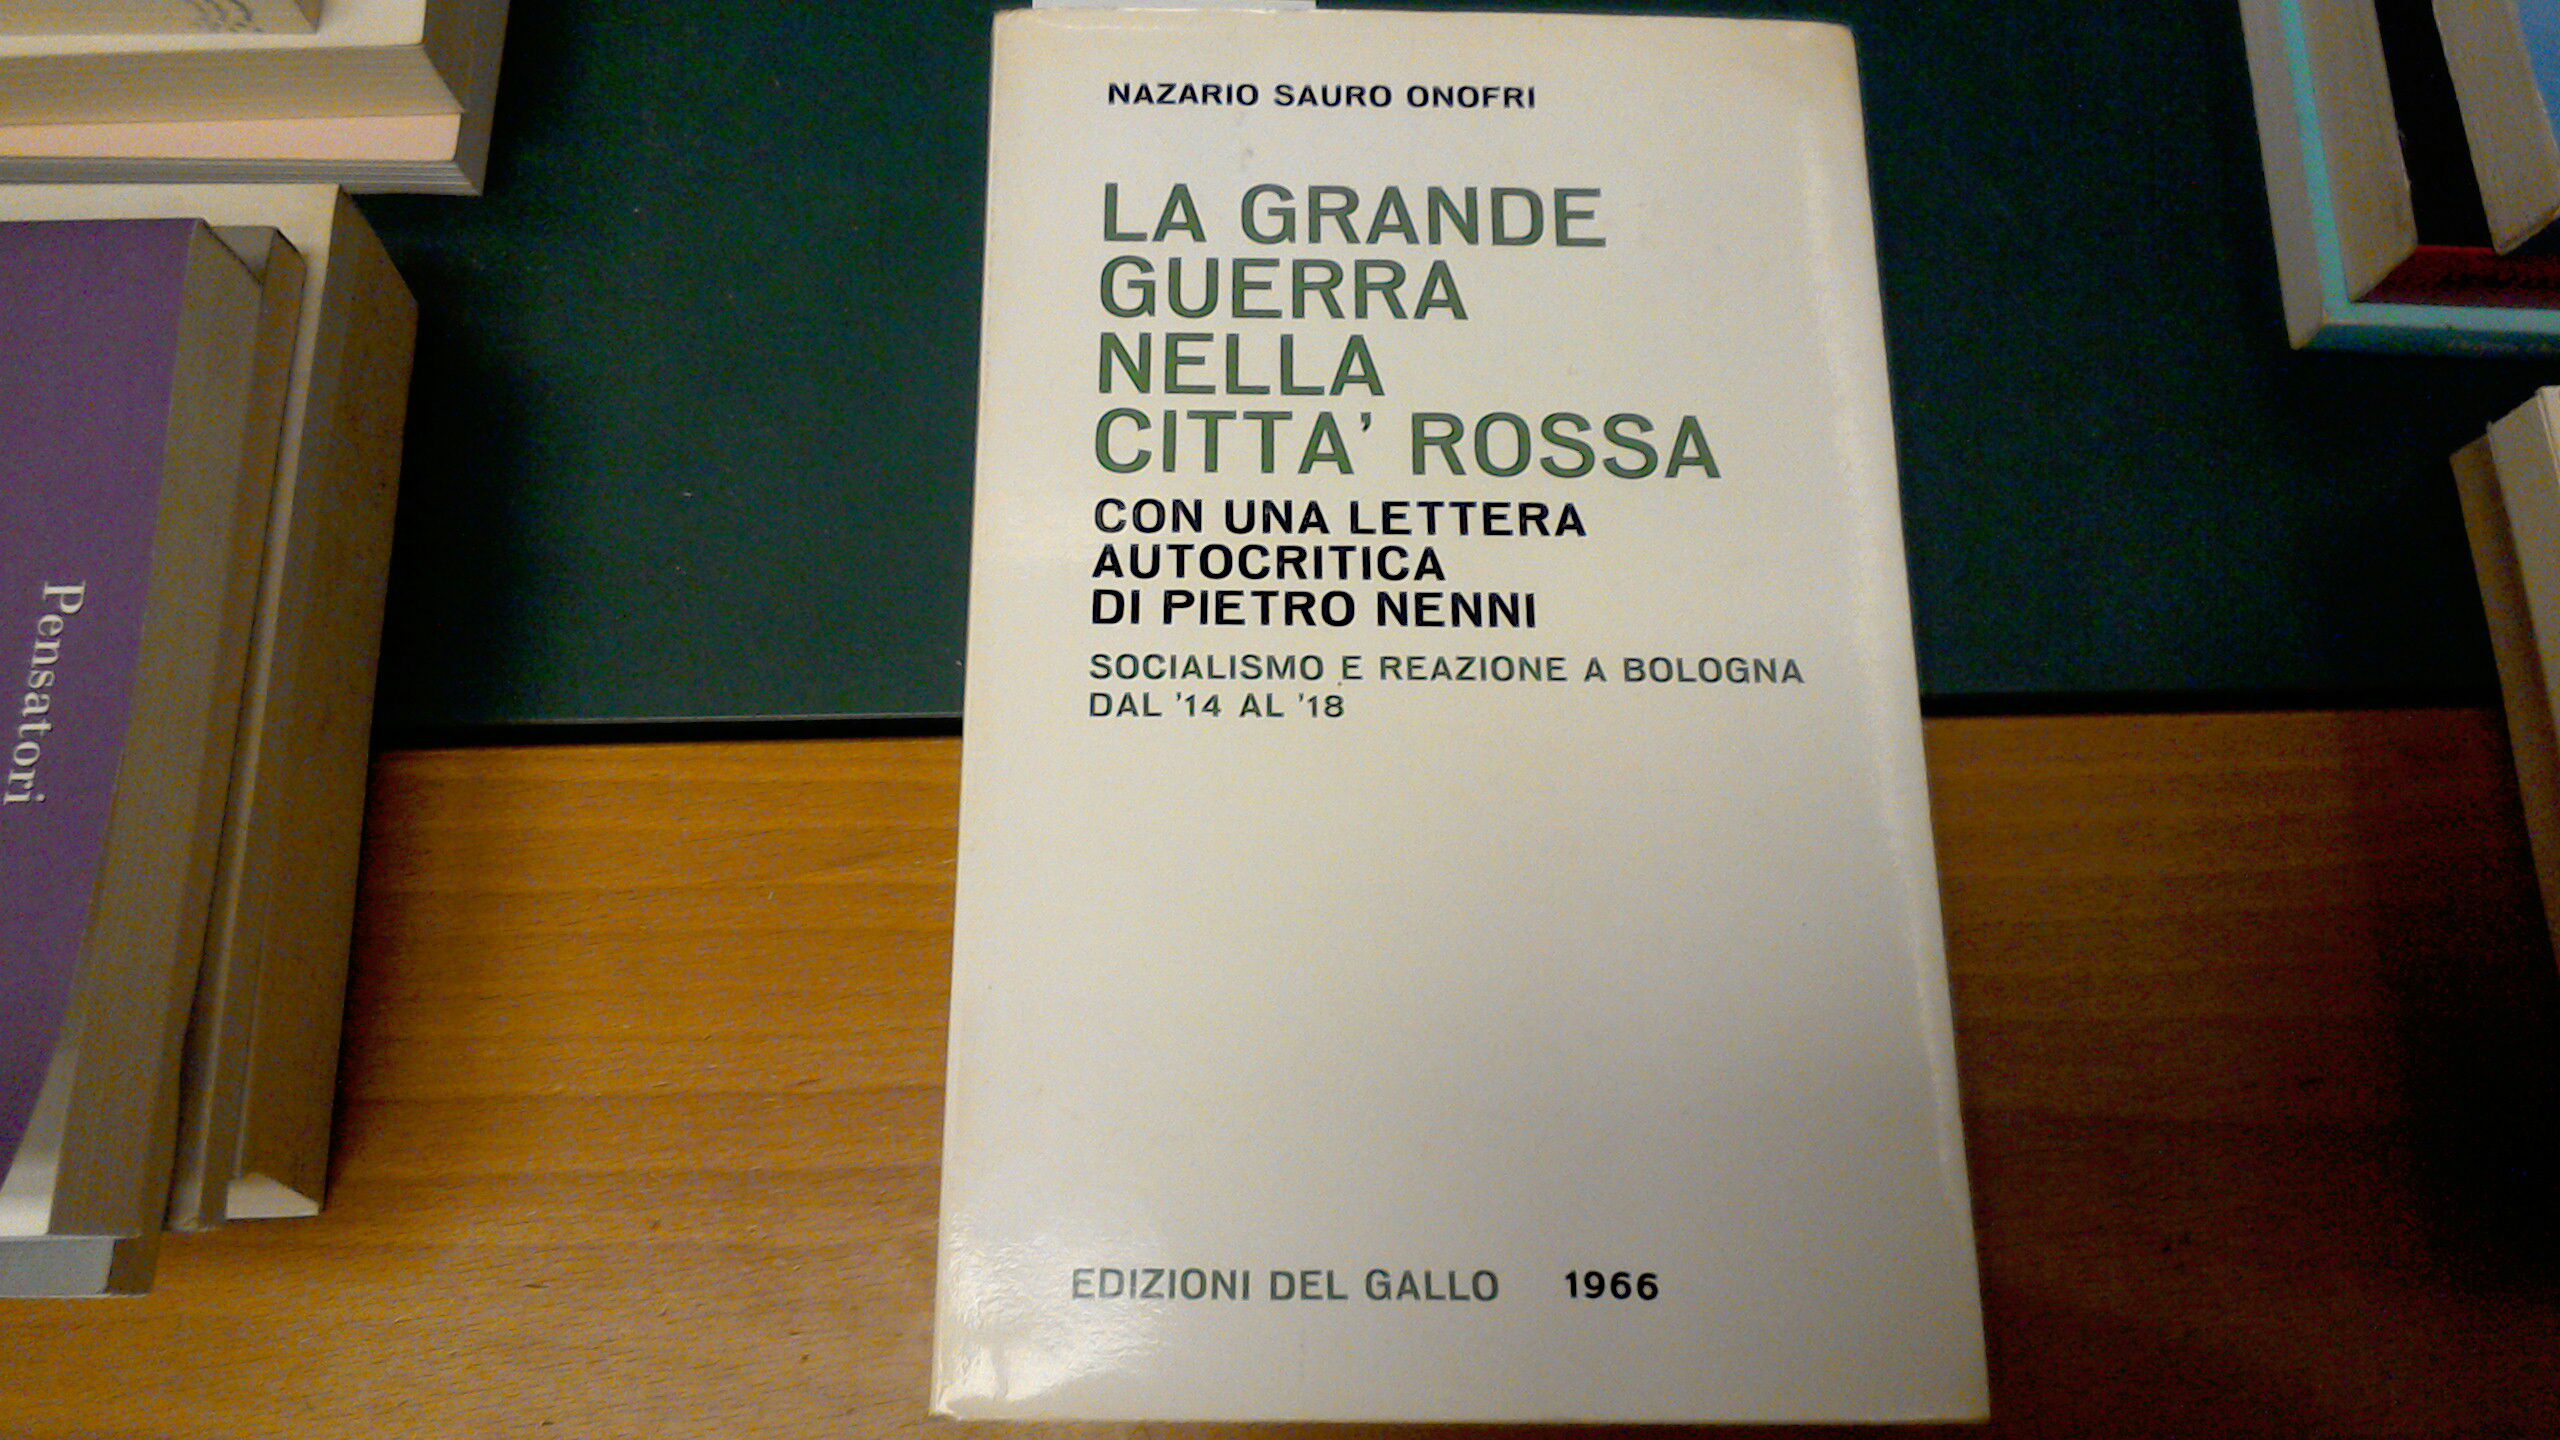 NAZARIO SAURO ONOFRI
LA GRANDE
GUERRA
NELLA
CITTA' ROSSA
CON UNA LETTERA
AUTOCRITICA
DI PIETRO NENNI
SOCIALISMO E REAZIONE A BOLOGNA
DAL '14 AL '18
EDIZIONI DEL GALLO 1966
Pensatori